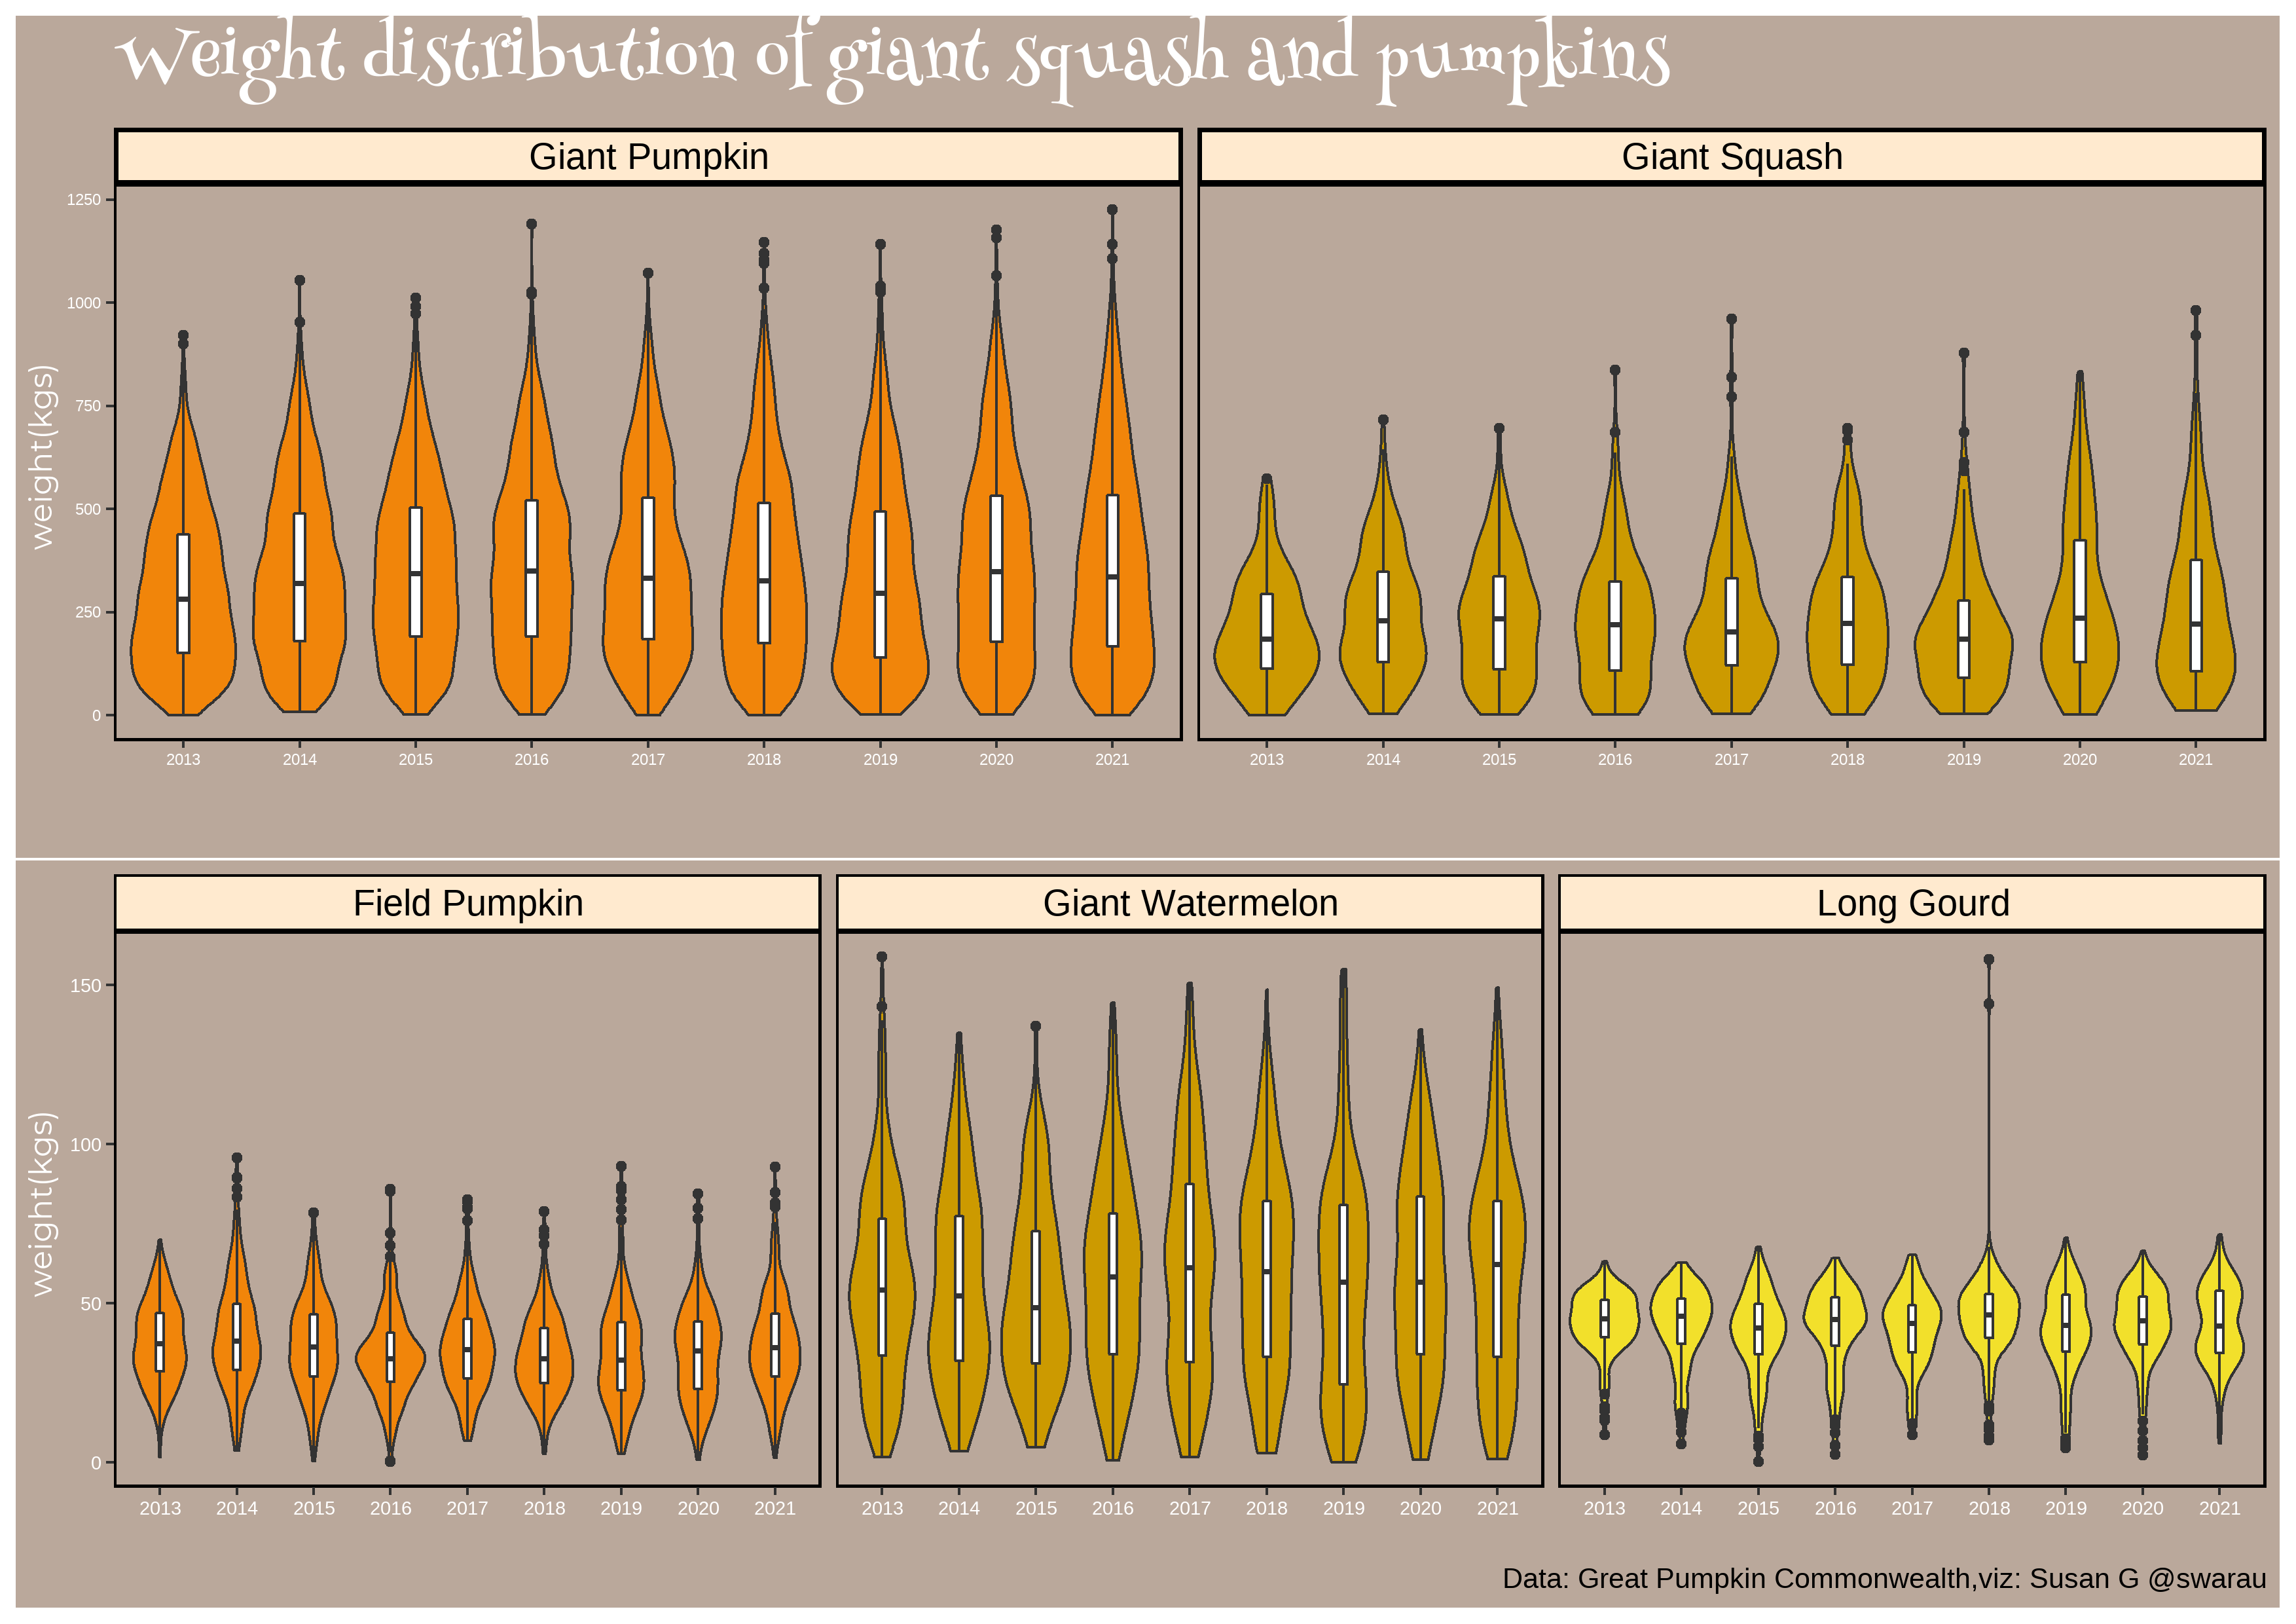 Weight distribution of giant squash and pumpkins
Giant Pumpkin
Giant Squash
weight(kgs)
1250
1000
750
500
250
0
2013 2014 2015 2016 2017 2018 2019 2020 2021
2013 2014 2015 2016 2017 2018 2019 2020 2021
Field Pumpkin
Giant Watermelon
Long Gourd
weight(kgs)
150
100
50
0
2013 2014 2015 2016 2017 2018 2019 2020 2021
2013 2014 2015 2016 2017 2018 2019 2020 2021
2013 2014 2015 2016 2017 2018 2019 2020 2021
Data: Great Pumpkin Commonwealth,viz: Susan G @swarau